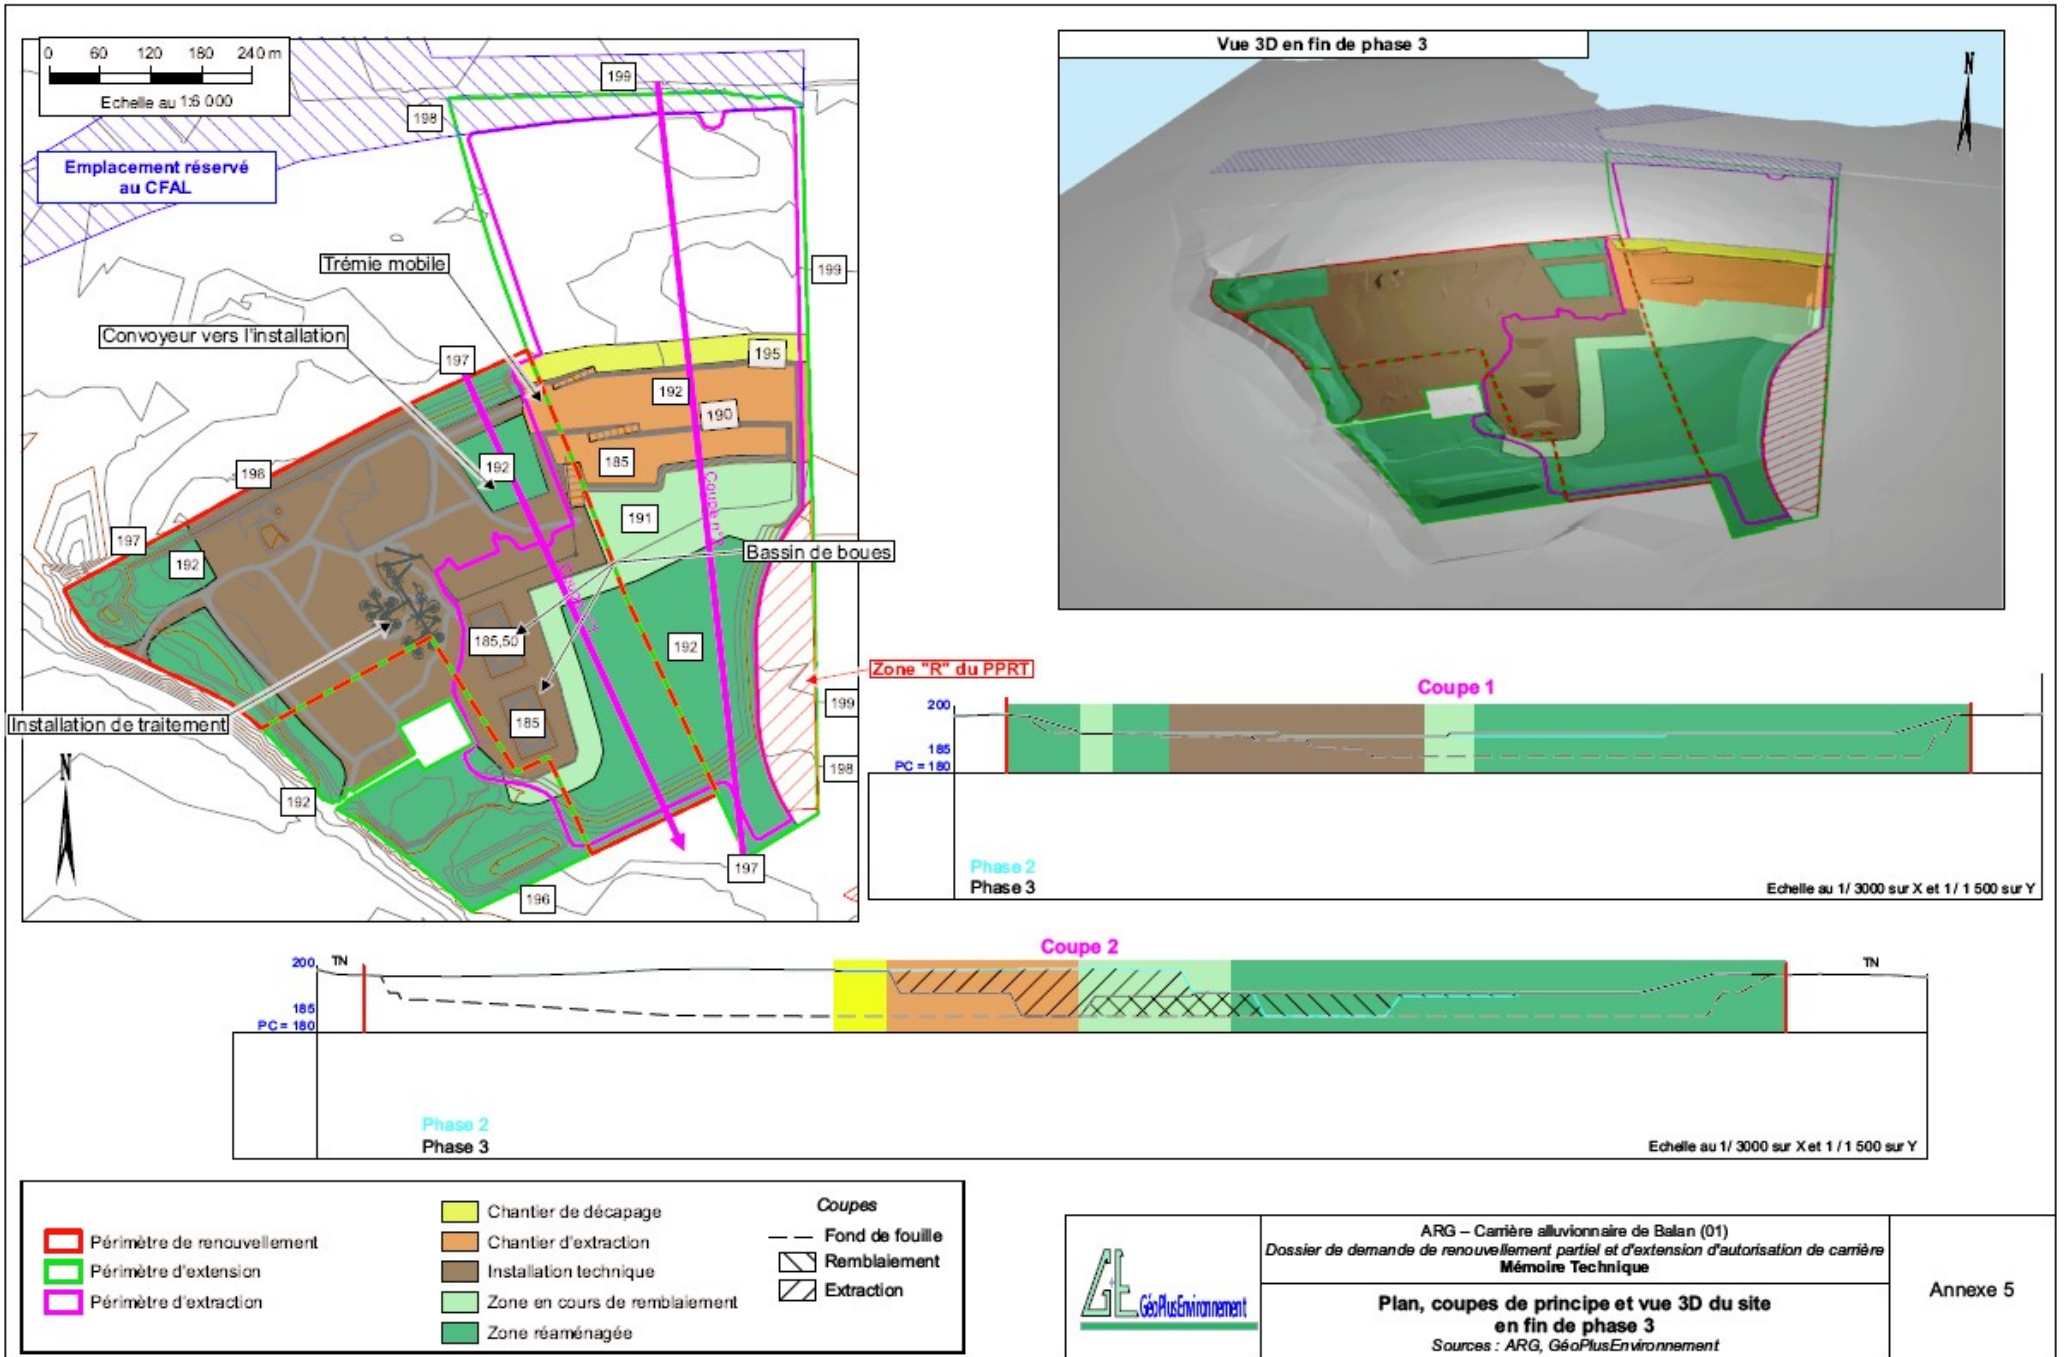 0 60 120 180 240 m
Echelle au 1:6 000
Emplacement réservé
au CFAL
199
198
Trémie mobile
199
Convoyeur vers l'installation
197
195
192
190
192
185
198
191
197
192
Bassin de boues
185,50
192
Zone "R" du PPRT
199
Installation de traitement
185
198
N
192
197
196
Vue 3D en fin de phase 3
N
Coupe 1
200
185
PC = 180
Phase 2
Phase 3
Echelle au 1/ 3000 sur X et 1 / 1 500 sur Y
Coupe 2
200 TN
TN
185
PC = 180
Phase 2
Phase 3
Echelle au 1/ 3000 sur X et 1 / 1 500 sur Y
Périmètre de renouvellement
Périmètre d'extension
Périmètre d'extraction
Chantier de décapage
Chantier d'extraction
Installation technique
Zone en cours de remblaiement
Zone réaménagée
Coupes
Fond de fouille
Remblaiement
Extraction
G+E GéoPlusEnvironnement
ARG – Carrière alluvionnaire de Balan (01)
Dossier de demande de renouvellement partiel et d'extension d'autorisation de carrière
Mémoire Technique
Plan, coupes de principe et vue 3D du site
en fin de phase 3
Sources : ARG, GéoPlusEnvironnement
Annexe 5